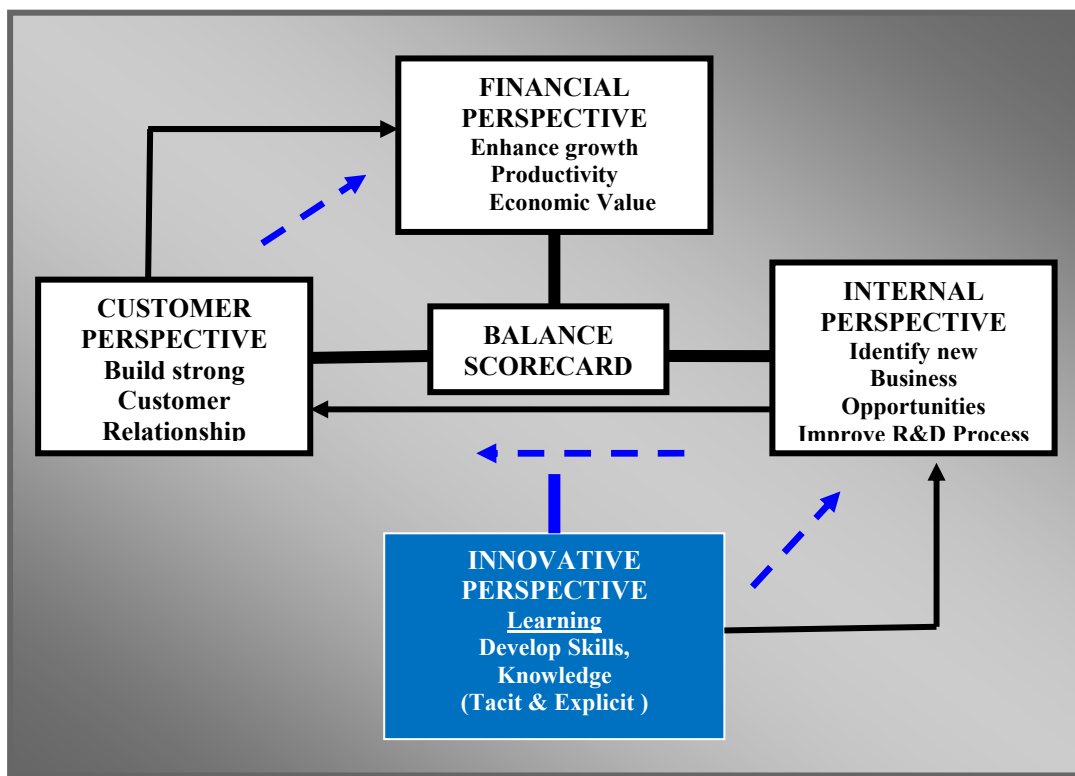 FINANCIAL
PERSPECTIVE
Enhance growth
Productivity
Economic Value
CUSTOMER
PERSPECTIVE
Build strong
Customer
Relationship
BALANCE
SCORECARD
INTERNAL
PERSPECTIVE
Identify new
Business
Opportunities
Improve R&D Process
INNOVATIVE
PERSPECTIVE
Learning
Develop Skills,
Knowledge
(Tacit & Explicit )